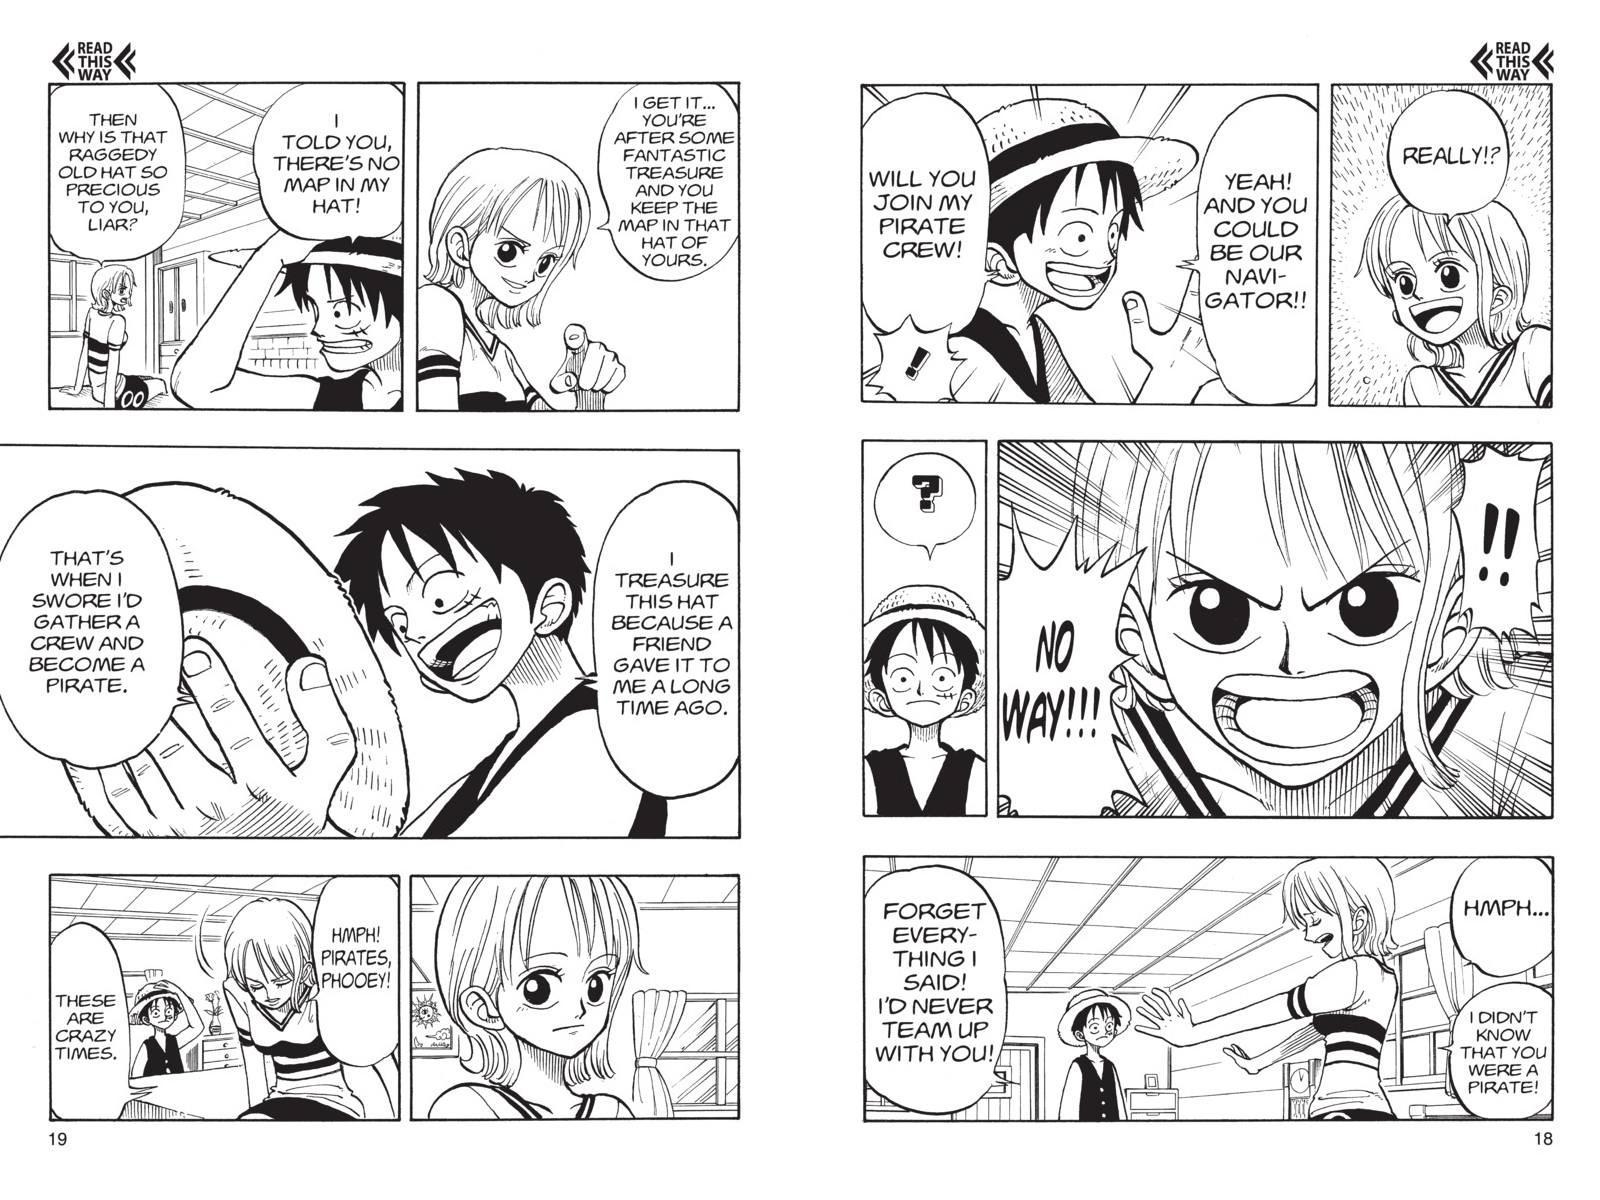 READ
THIS
WAY
REALLY!?
YEAH!
AND YOU
COULD
BE OUR
NAVI-
GATOR!!
WILL YOU
JOIN MY
PIRATE
CREW!
!
!!
NO
WAY!!!
?
HMPH...
I DIDN'T
KNOW
THAT YOU
WERE A
PIRATE!
FORGET
EVERY-
THING I
SAID!
I'D NEVER
TEAM UP
WITH YOU!
18
READ
THIS
WAY
I GET IT...
YOU'RE
AFTER SOME
FANTASTIC
TREASURE
AND YOU
KEEP THE
MAP IN THAT
HAT OF
YOURS.
I
TOLD YOU,
THERE'S NO
MAP IN MY
HAT!
THEN
WHY IS THAT
RAGGEDY
OLD HAT SO
PRECIOUS
TO YOU,
LIAR?
I
TREASURE
THIS HAT
BECAUSE A
FRIEND
GAVE IT TO
ME A LONG
TIME AGO.
THAT'S
WHEN I
SWORE I'D
GATHER A
CREW AND
BECOME A
PIRATE.
HMPH!
PIRATES,
PHOOEY!
THESE
ARE
CRAZY
TIMES.
19